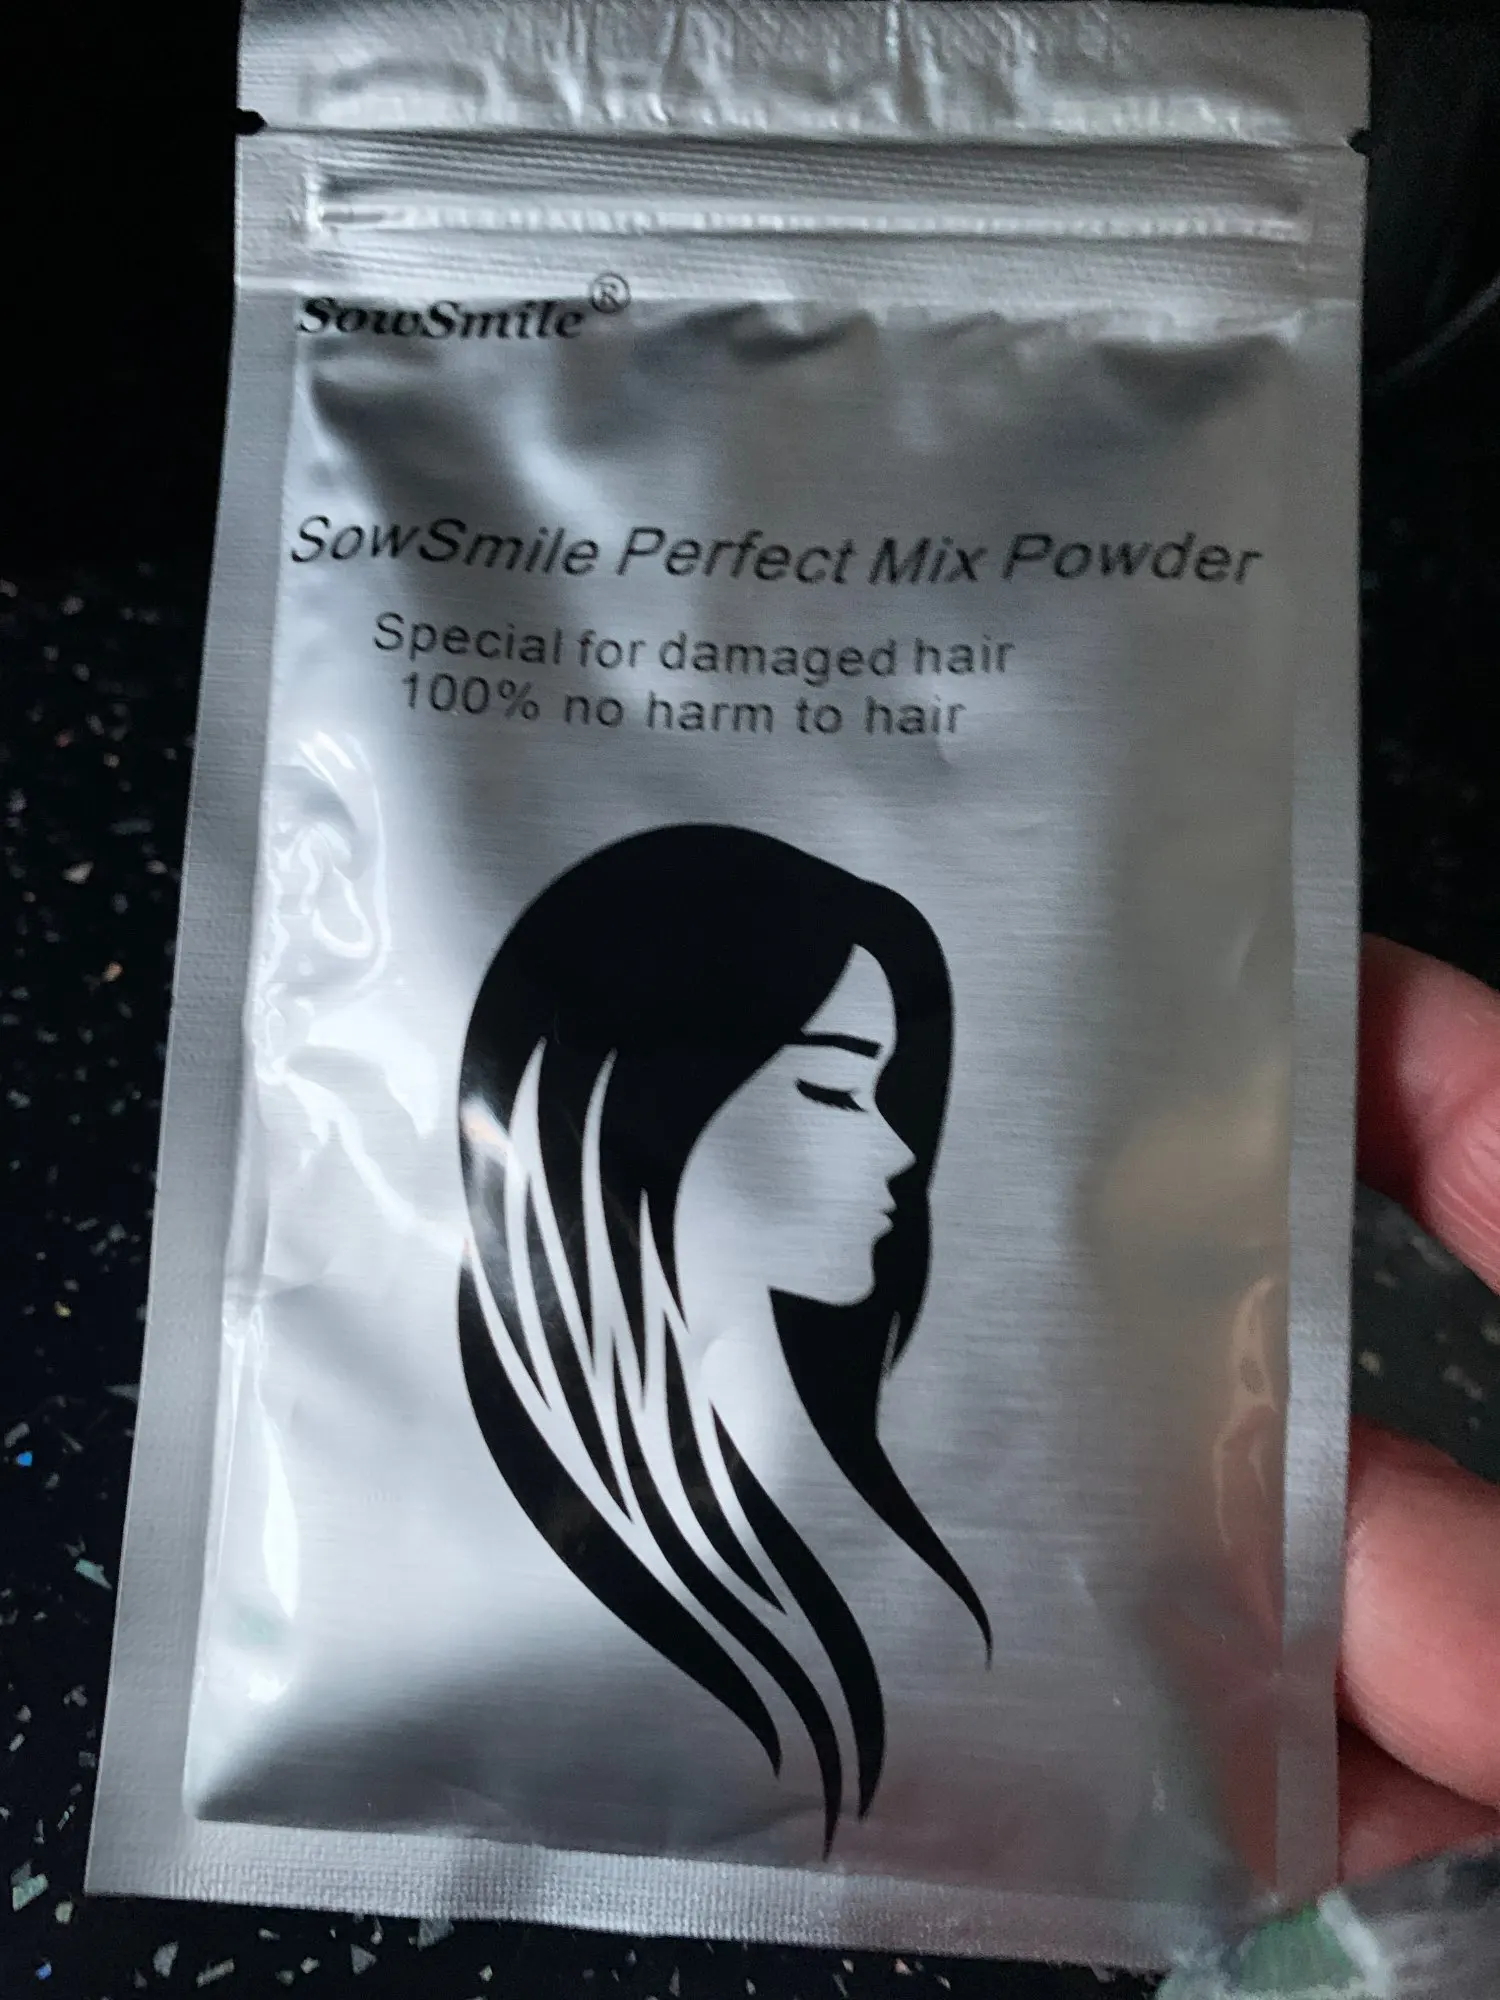 SowSmile®
SowSmile Perfect Mix Powder
Special for damaged hair
100% no harm to hair